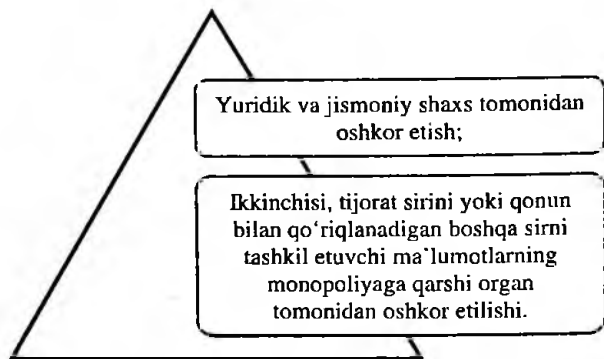 Yuridik va jismoniy shaxs tomonidan
oshkor etish;
Ikkinchisi, tijorat sirini yoki qonun
bilan qo‘riqlanadigan boshqa sirni
tashkil etuvchi ma`lumotlarning
monopoliyaga qarshi organ
tomonidan oshkor etilishi.